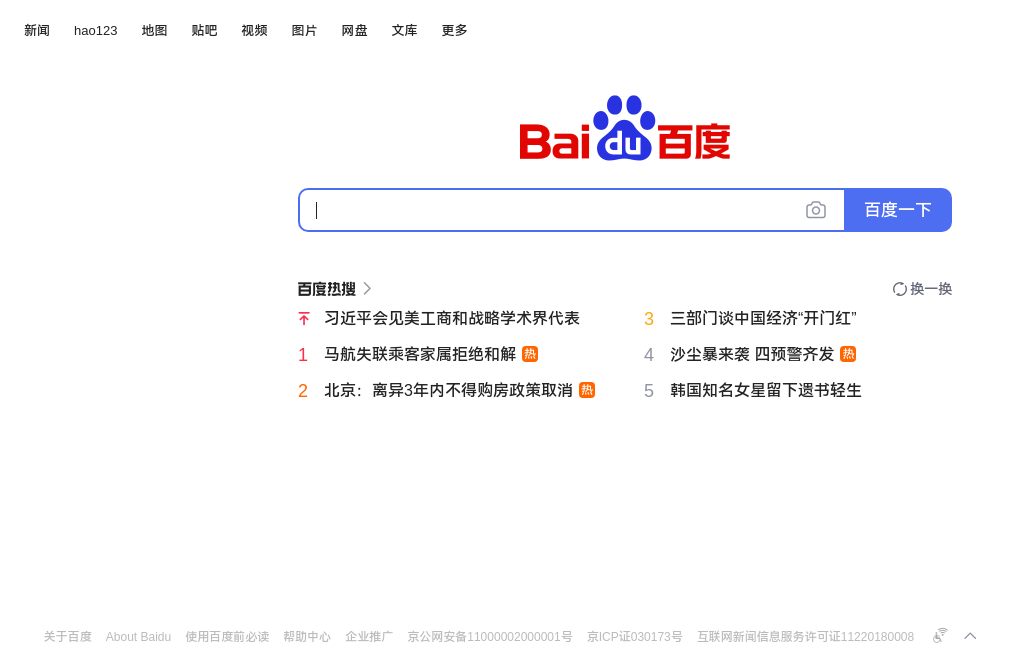 新闻 hao123 地图 贴吧 视频 图片 网盘 文库 更多
Baidu百度
百度一下
百度热搜 换一换
习近平会见美工商和战略学术界代表
1 马航失联乘客家属拒绝和解 热
2 北京：离异3年内不得购房政策取消 热
3 三部门谈中国经济“开门红”
4 沙尘暴来袭 四预警齐发 热
5 韩国知名女星留下遗书轻生
关于百度 About Baidu 使用百度前必读 帮助中心 企业推广 京公网安备11000002000001号 京ICP证030173号 互联网新闻信息服务许可证11220180008